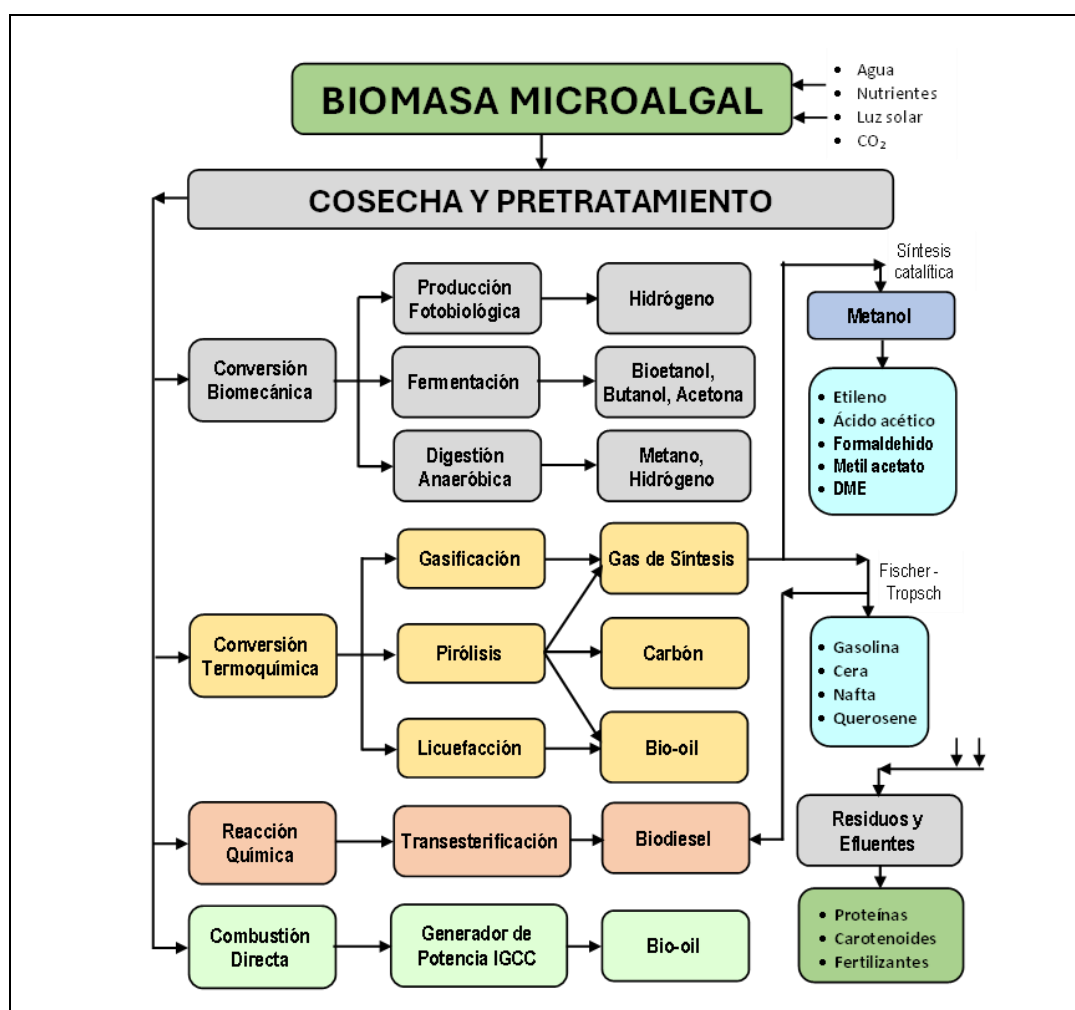 BIOMASA MICROALGAL
• Agua
• Nutrientes
• Luz solar
• CO₂
COSECHA Y PRETRATAMIENTO
Síntesis
catalítica
Producción
Fotobiológica
Hidrógeno
Metanol
Conversión
Biomecánica
Fermentación
Bioetanol,
Butanol, Acetona
• Etileno
• Ácido acético
• Formaldehido
• Metil acetato
• DME
Digestión
Anaeróbica
Metano,
Hidrógeno
Gasificación
Gas de Síntesis
Fischer -
Tropsch
Conversión
Termoquímica
Pirólisis
Carbón
• Gasolina
• Cera
• Nafta
• Querosene
Licuefacción
Bio-oil
Reacción
Química
Transesterificación
Biodiesel
Residuos y
Efluentes
Combustión
Directa
Generador de
Potencia IGCC
Bio-oil
• Proteínas
• Carotenoides
• Fertilizantes